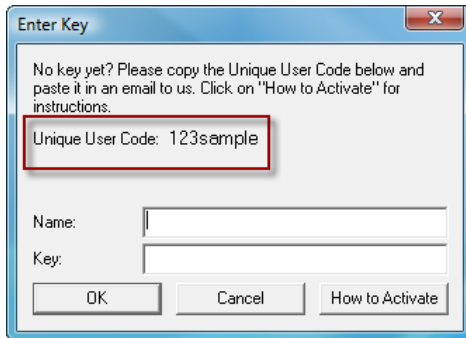 Enter Key
No key yet? Please copy the Unique User Code below and
paste it in an email to us. Click on "How to Activate" for
instructions.
Unique User Code: 123sample
Name:
Key:
OK Cancel How to Activate